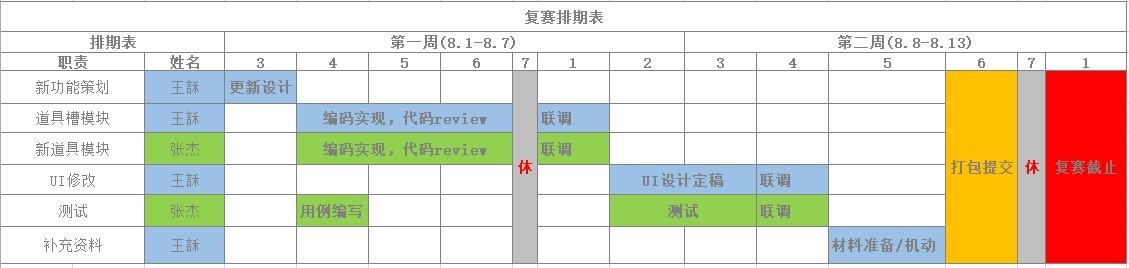 复赛排期表
排期表 第一周(8.1-8.7) 第二周(8.8-8.13)
职责 姓名 3 4 5 6 7 1 2 3 4 5 6 7 1
新功能策划 王訸 更新设计
道具槽模块 王訸 编码实现，代码review 联调
新道具模块 张杰 编码实现，代码review 联调
休 打包提交 休 复赛截止
UI修改 王訸 UI设计定稿 联调
测试 张杰 用例编写 测试 联调
补充资料 王訸 材料准备/机动